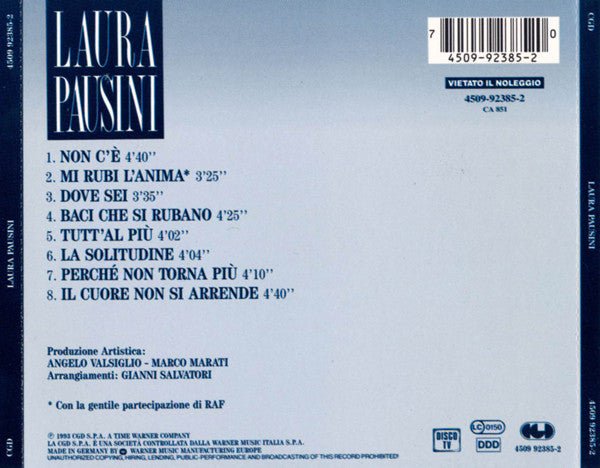 LAURA
PAUSINI
7 4509-92385-2 0
VIETATO IL NOLEGGIO
4509-92385-2
CA 851
1. NON C'È 4'40''
2. MI RUBI L'ANIMA* 3'25''
3. DOVE SEI 3'35''
4. BACI CHE SI RUBANO 4'25''
5. TUTT'AL PIÙ 4'02''
6. LA SOLITUDINE 4'04''
7. PERCHÉ NON TORNA PIÙ 4'10''
8. IL CUORE NON SI ARRENDE 4'40''
Produzione Artistica:
ANGELO VALSIGLIO - MARCO MARATI
Arrangiamenti: GIANNI SALVATORI
* Con la gentile partecipazione di RAF
℗ 1993 CGD S.P.A. A TIME WARNER COMPANY
LA CGD S.P.A. È UNA SOCIETÀ CONTROLLATA DALLA WARNER MUSIC ITALIA S.P.A.
MADE IN GERMANY BY WARNER MUSIC MANUFACTURING EUROPE
UNAUTHORIZED COPYING, HIRING, LENDING, PUBLIC-PERFORMANCE AND BROADCASTING OF THIS RECORD PROHIBITED!
DISCO
TV
LC 0150
DDD
4509 92385-2
4509 92385-2
LAURA PAUSINI
CGD
CGD
LAURA PAUSINI
4509 92385-2